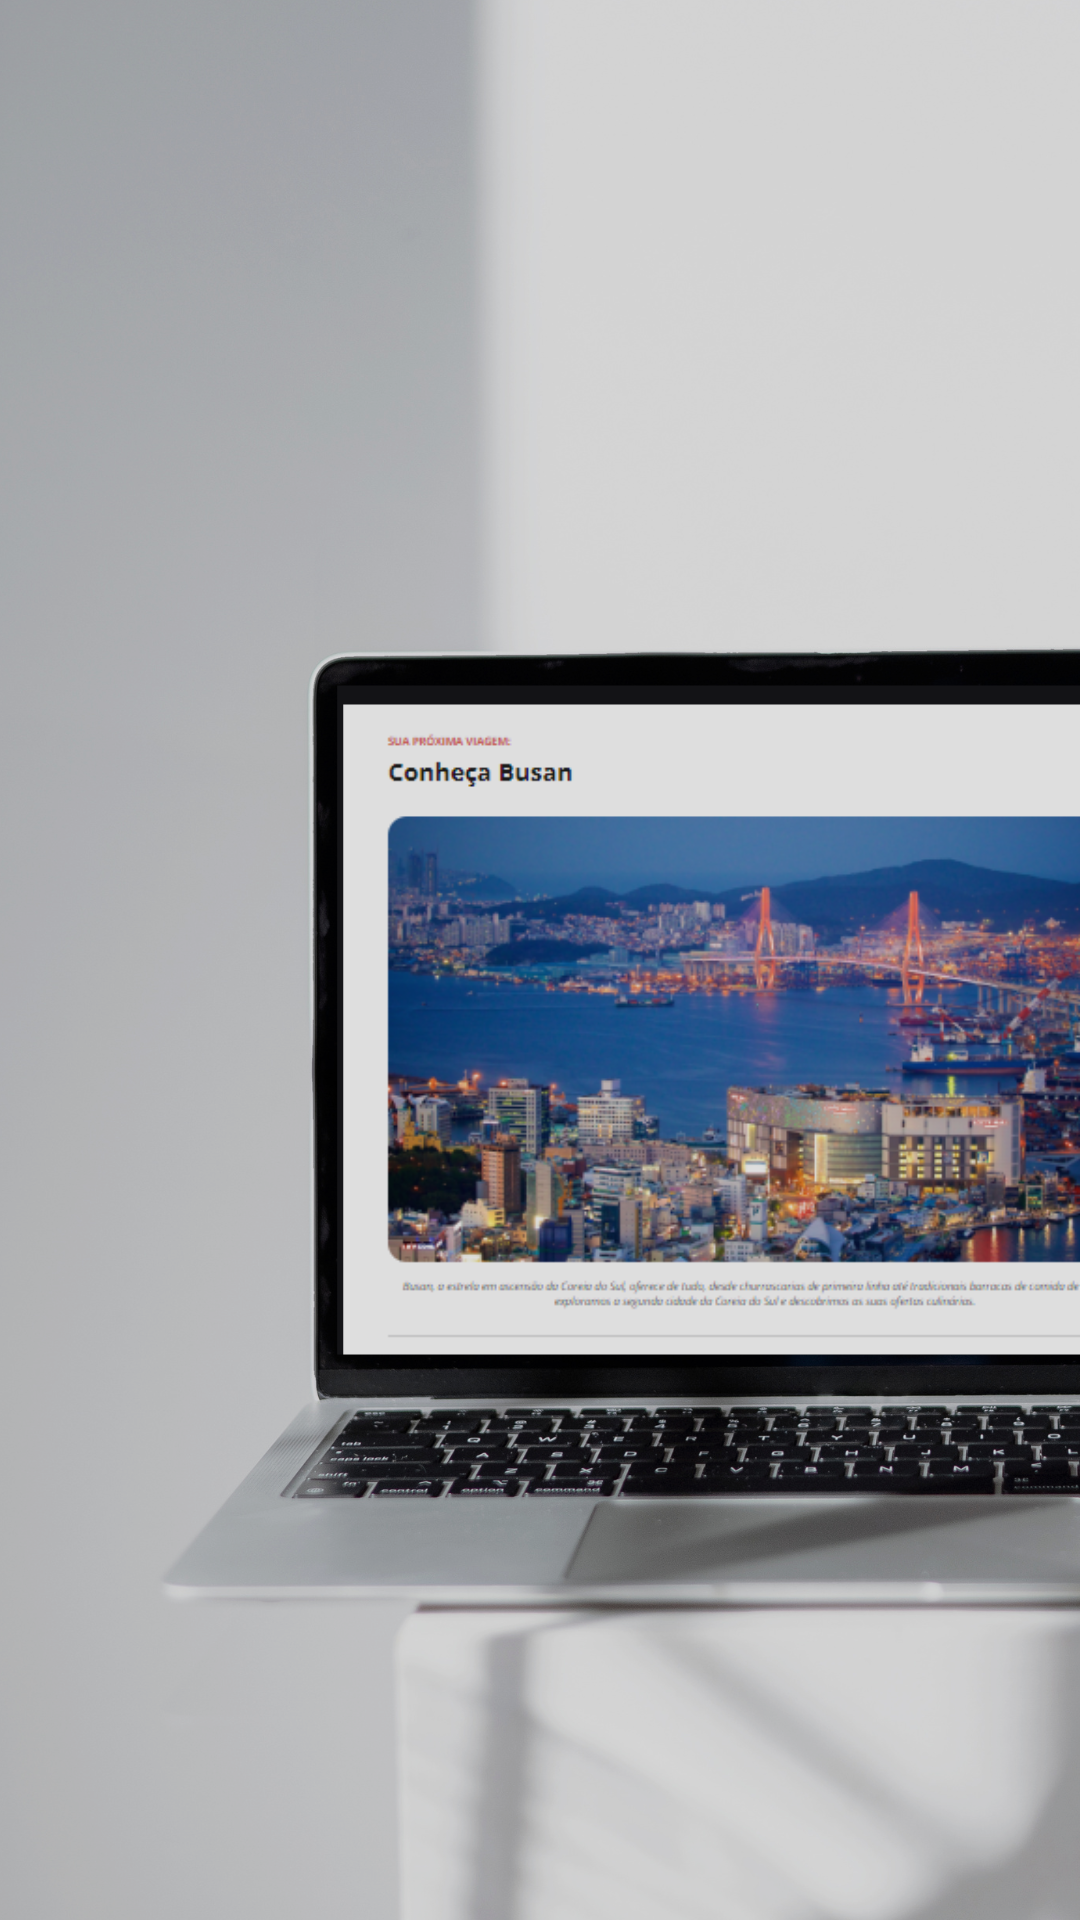 SUA PRÓXIMA VIAGEM:
Conheça Busan
Busan, a estrela em ascensão da Coreia do Sul, oferece de tudo, desde churrascarias de primeira linha até tradicionais barracas de comida de
exploramos a segunda cidade da Coreia do Sul e descobrimos as suas ofertas culinárias.
esc
Q W E R T Y U I O
tab
A S D F G H J K L
caps lock
Z X C V B N M
shift
fn control option command command